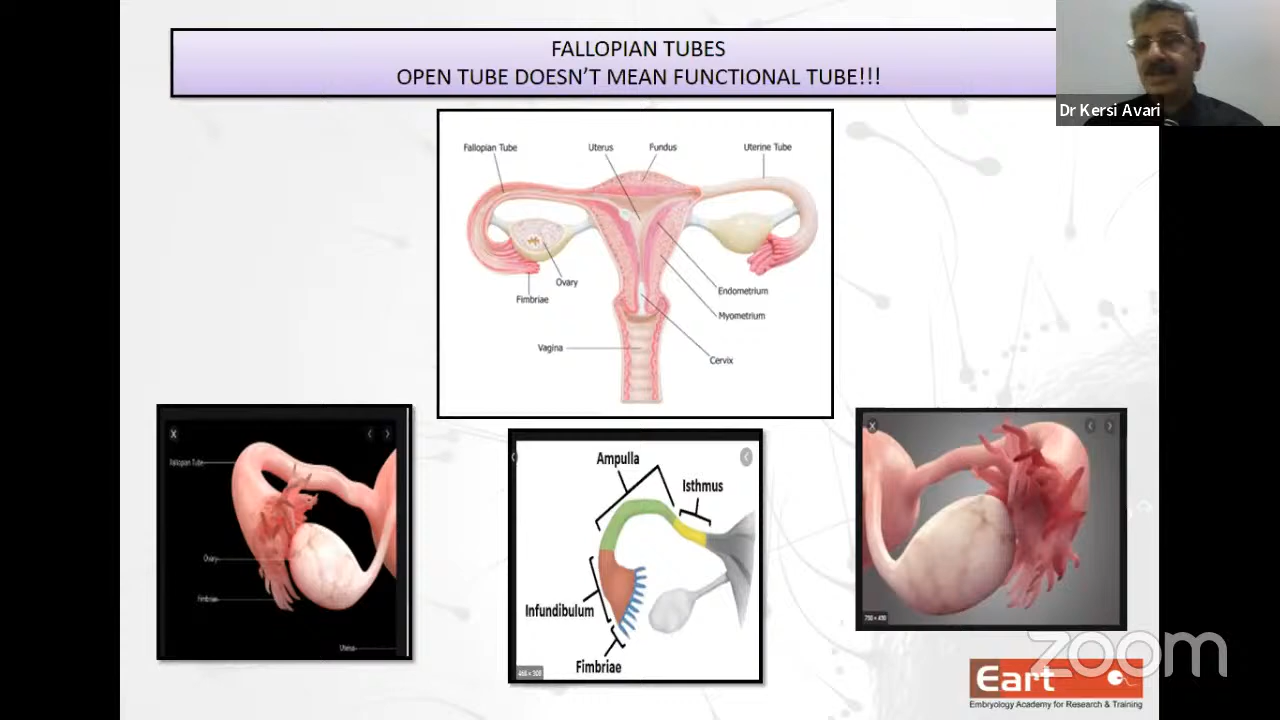 FALLOPIAN TUBES
OPEN TUBE DOESN'T MEAN FUNCTIONAL TUBE!!!
Dr Kersi Avari
Fallopian Tube
Uterus
Fundus
Uterine Tube
Ovary
Fimbriae
Endometrium
Myometrium
Vagina
Cervix
Fallopian Tube
Ovary
Fimbriae
Uterus
Ampulla
Isthmus
Infundibulum
Fimbriae
zoom
Eart
Embryology Academy for Research & Training